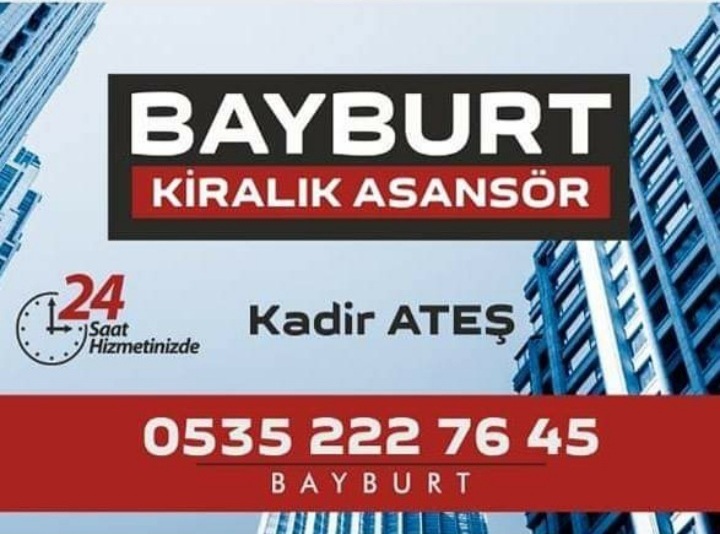 BAYBURT
KİRALIK ASANSÖR
24
Saat
Hizmetinizde
Kadir ATEŞ
0535 222 76 45
BAYBURT